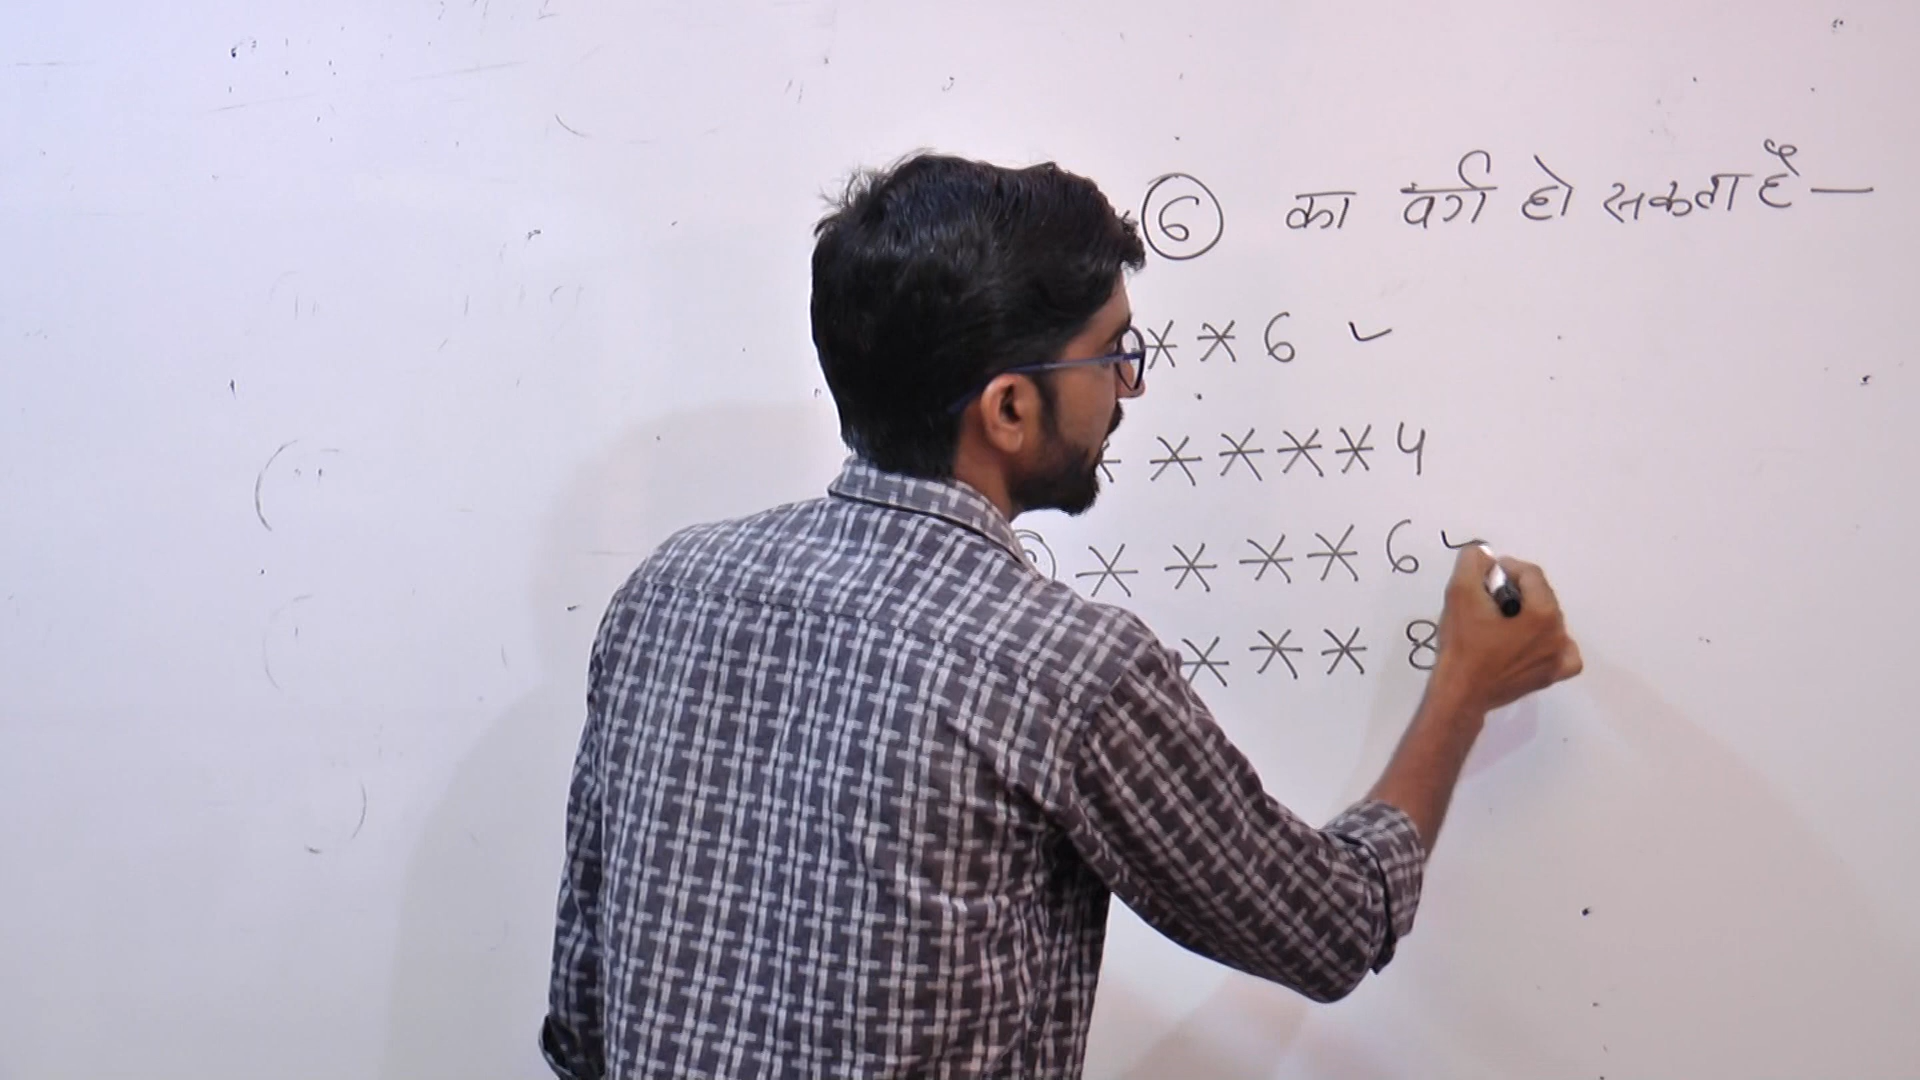 * 6 का वर्ग हो सकता है —
* * 6 ✓
* * * * * 4
* * * * 6 ✓
* * * 8